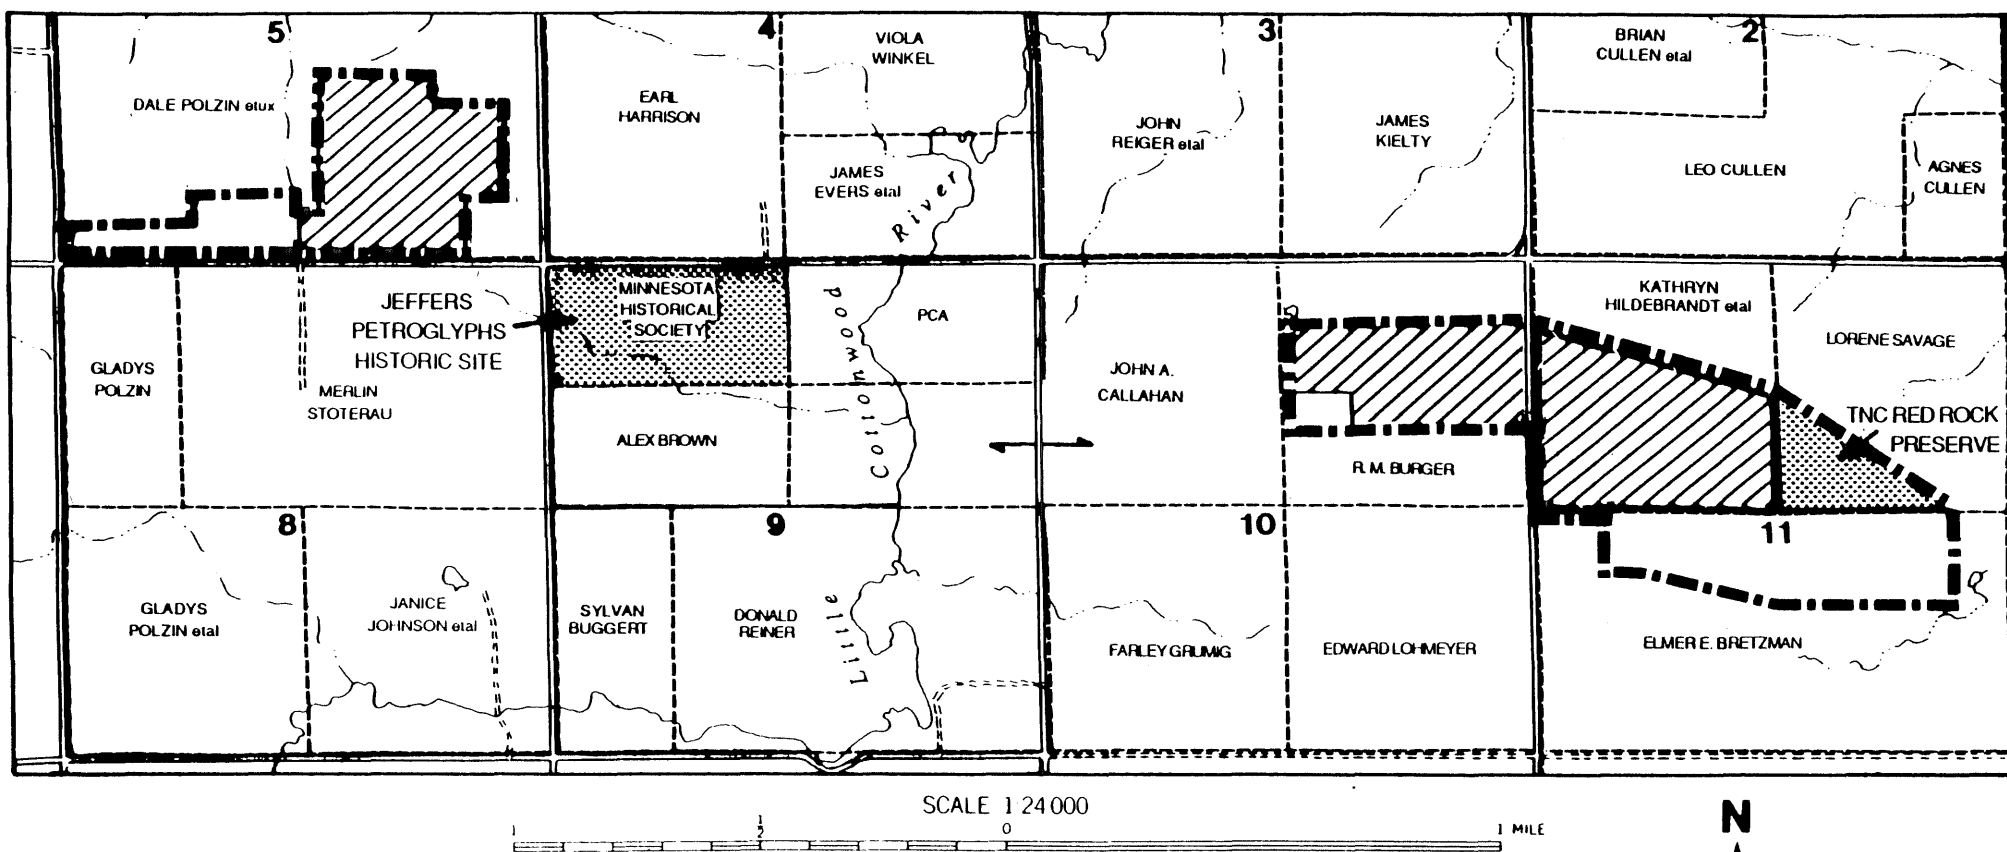 5
4
3
2
DALE POLZIN etux
EARL
HARRISON
VIOLA
WINKEL
JAMES
EVERS etal
River
JOHN
REIGER etal
JAMES
KIELTY
BRIAN
CULLEN etal
LEO CULLEN
AGNES
CULLEN
GLADYS
POLZIN
JEFFERS
PETROGLYPHS
HISTORIC SITE
MERLIN
STOTERAU
MINNESOTA
HISTORICAL
SOCIETY
ALEX BROWN
Cottonwood
PCA
JOHN A.
CALLAHAN
R. M. BURGER
KATHRYN
HILDEBRANDT etal
LORENE SAVAGE
TNC RED ROCK
PRESERVE
8
9
10
11
GLADYS
POLZIN etal
JANICE
JOHNSON etal
SYLVAN
BUGGERT
DONALD
REINER
Little
FARLEY GRUMIG
EDWARD LOHMEYER
ELMER E. BRETZMAN
SCALE 1:24000
1
1/2
0
1 MILE
N